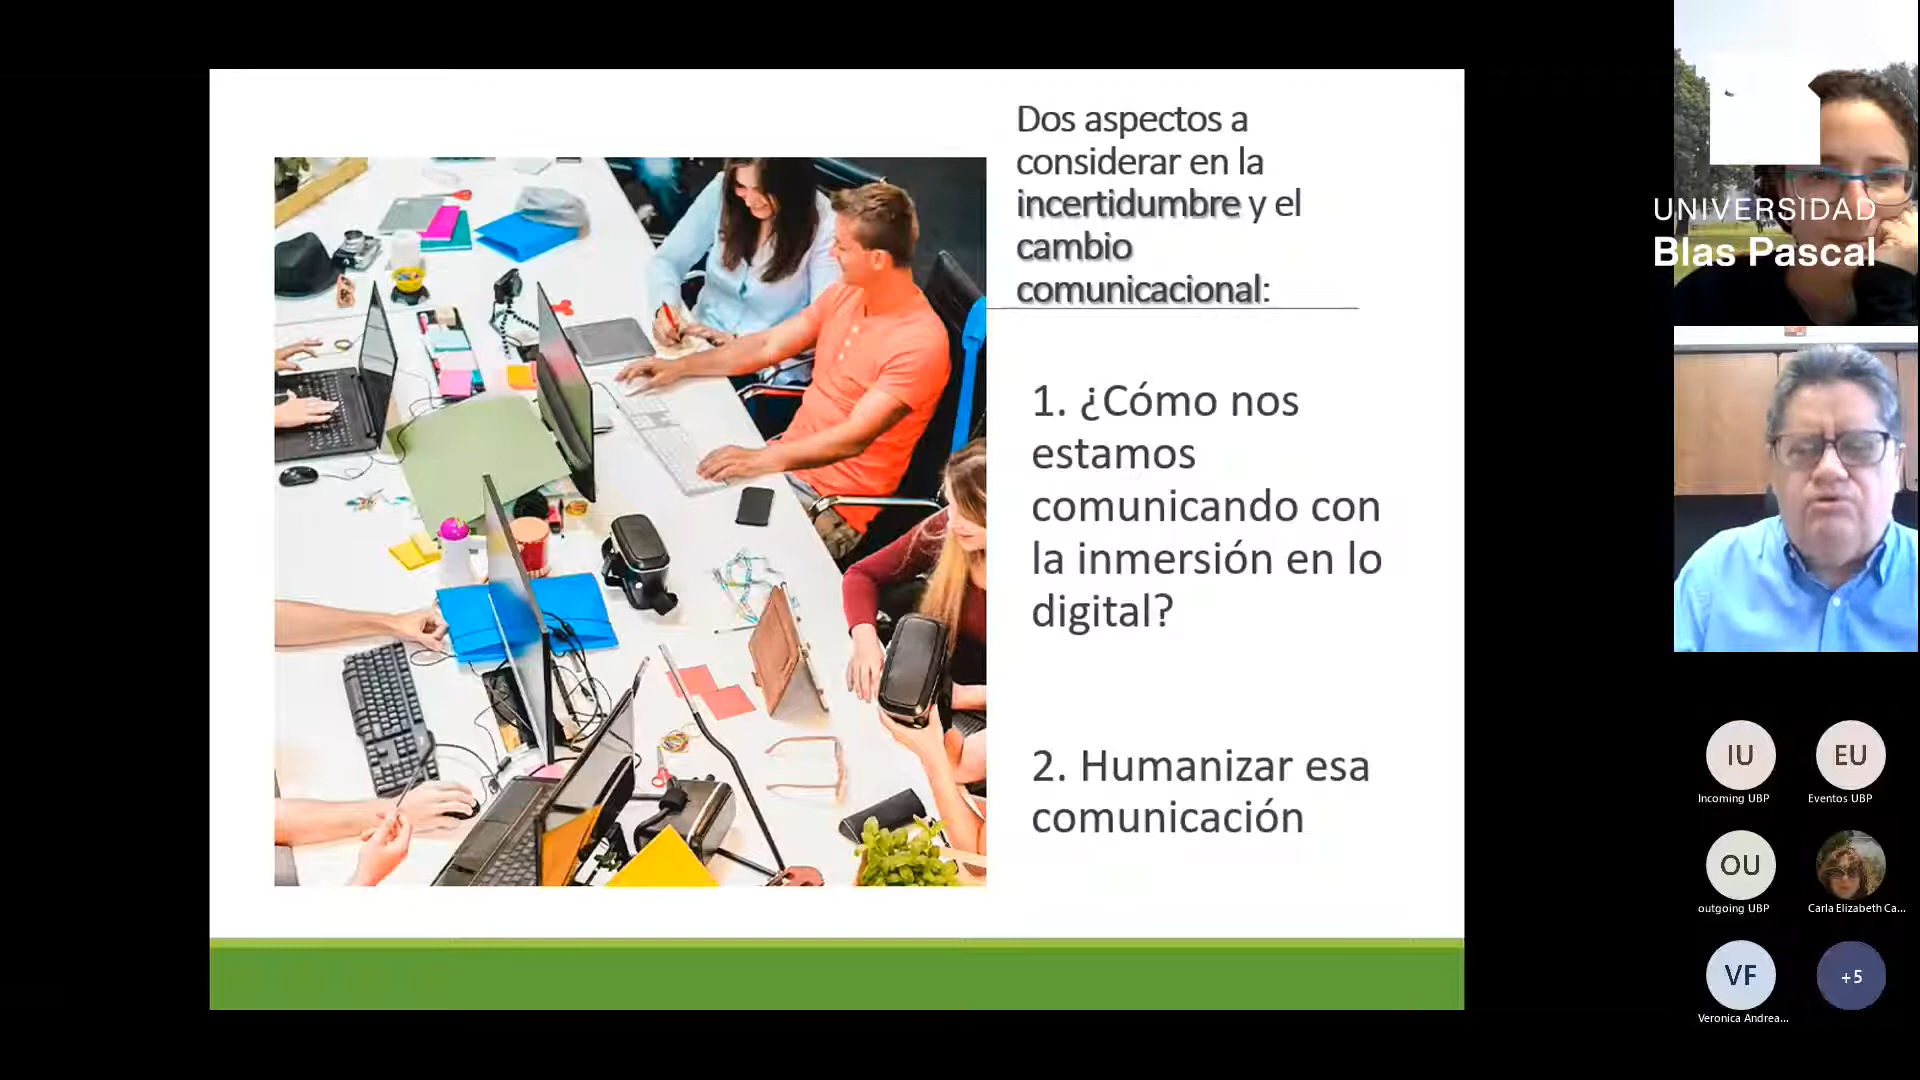 Dos aspectos a
considerar en la
incertidumbre y el
cambio
comunicacional:
1. ¿Cómo nos
estamos
comunicando con
la inmersión en lo
digital?
2. Humanizar esa
comunicación
UNIVERSIDAD
Blas Pascal
IU
Incoming UBP
EU
Eventos UBP
OU
outgoing UBP
Carla Elizabeth Ca...
VF
Veronica Andrea...
+5